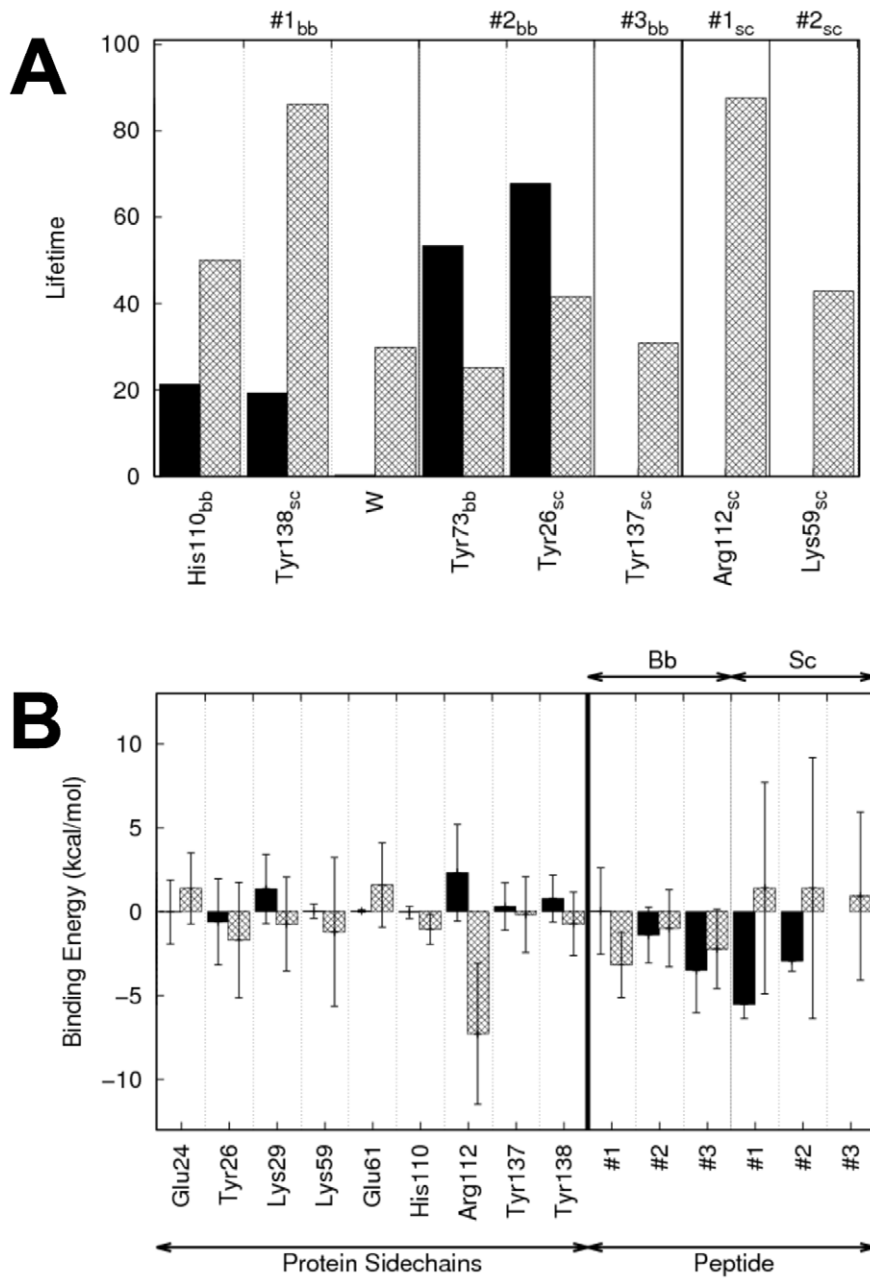 A
#1bb #2bb #3bb #1sc #2sc
100
80
60
40
20
0
Lifetime
His110bb
Tyr138sc
W
Tyr73bb
Tyr26sc
Tyr137sc
Arg112sc
Lys59sc
B
Bb Sc
10
5
0
−5
−10
Binding Energy (kcal/mol)
Glu24
Tyr26
Lys29
Lys59
Glu61
His110
Arg112
Tyr137
Tyr138
#1
#2
#3
#1
#2
#3
Protein Sidechains Peptide